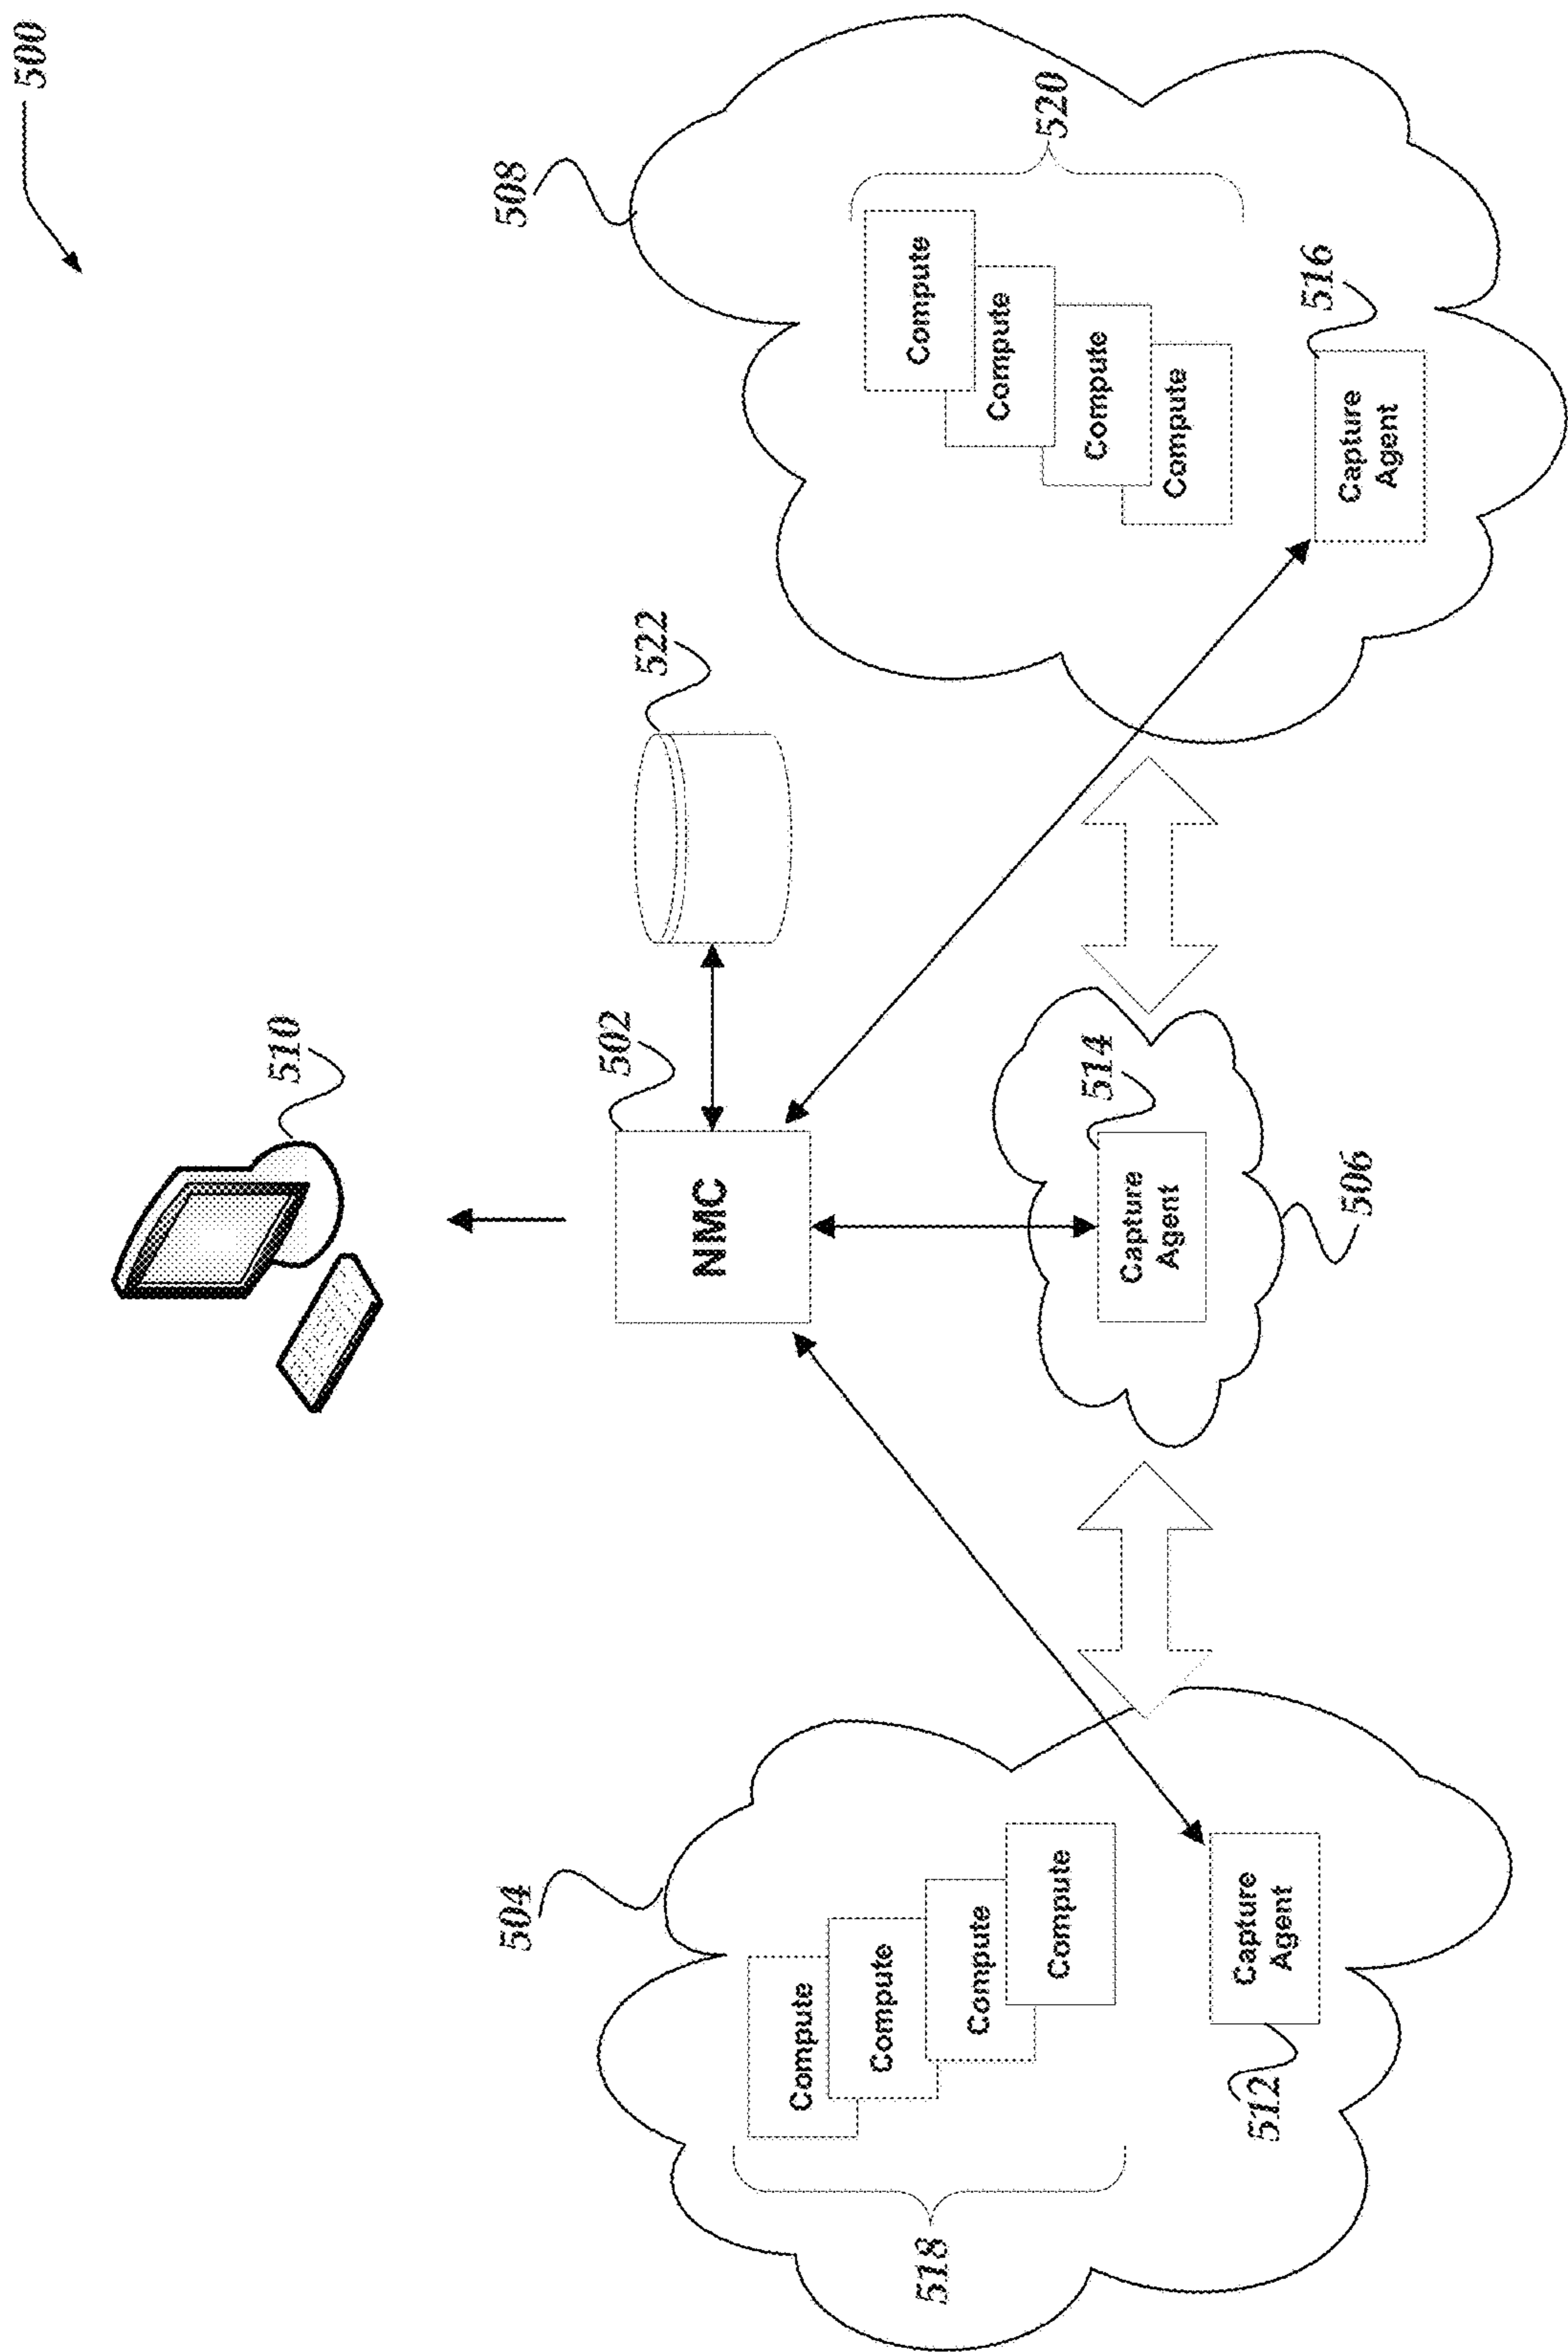 500
510
508
504
502
522
NMC
520
Compute
Compute
Compute
Compute
Compute
Compute
Compute
Compute
518
514
Capture
Agent
516
Capture
Agent
Capture
Agent
512
506